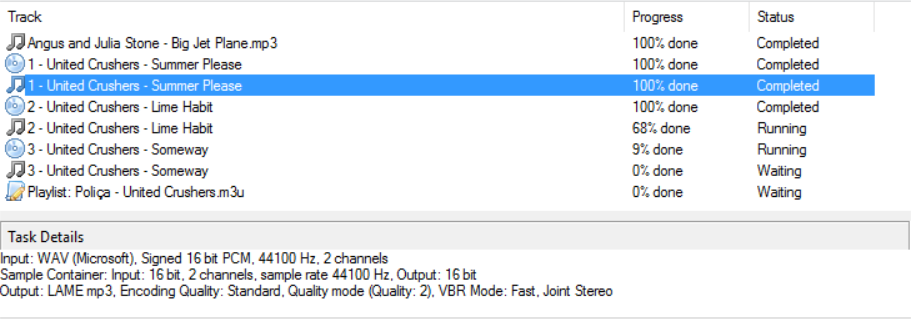 Track Progress Status
Angus and Julia Stone - Big Jet Plane.mp3 100% done Completed
1 - United Crushers - Summer Please 100% done Completed
1 - United Crushers - Summer Please 100% done Completed
2 - United Crushers - Lime Habit 100% done Completed
2 - United Crushers - Lime Habit 68% done Running
3 - United Crushers - Someway 9% done Running
3 - United Crushers - Someway 0% done Waiting
Playlist: Poliça - United Crushers.m3u 0% done Waiting
Task Details
Input: WAV (Microsoft), Signed 16 bit PCM, 44100 Hz, 2 channels
Sample Container: Input: 16 bit, 2 channels, sample rate 44100 Hz, Output: 16 bit
Output: LAME mp3, Encoding Quality: Standard, Quality mode (Quality: 2), VBR Mode: Fast, Joint Stereo